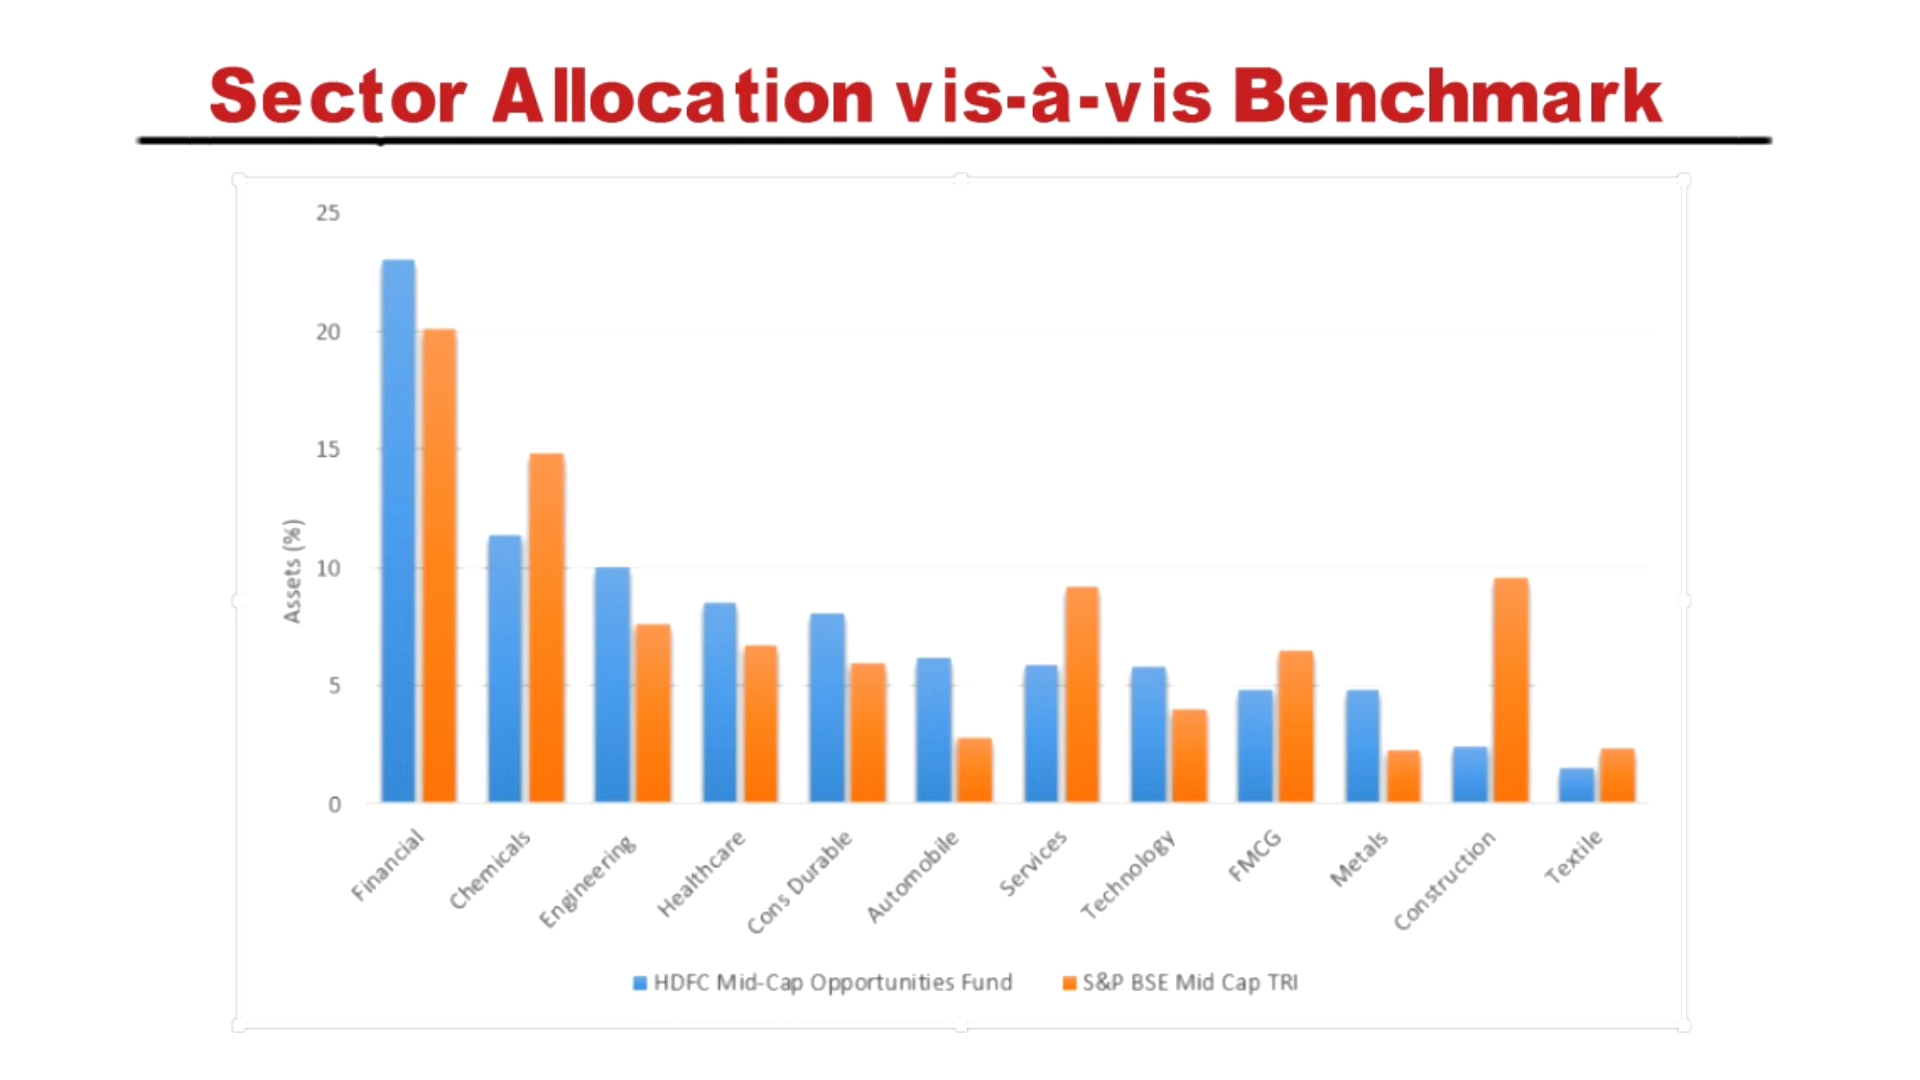 Sector Allocation vis-à-vis Benchmark
25
20
15
10
5
0
Assets (%)
Financial
Chemicals
Engineering
Healthcare
Cons Durable
Automobile
Services
Technology
FMCG
Metals
Construction
Textile
HDFC Mid-Cap Opportunities Fund
S&P BSE Mid Cap TRI